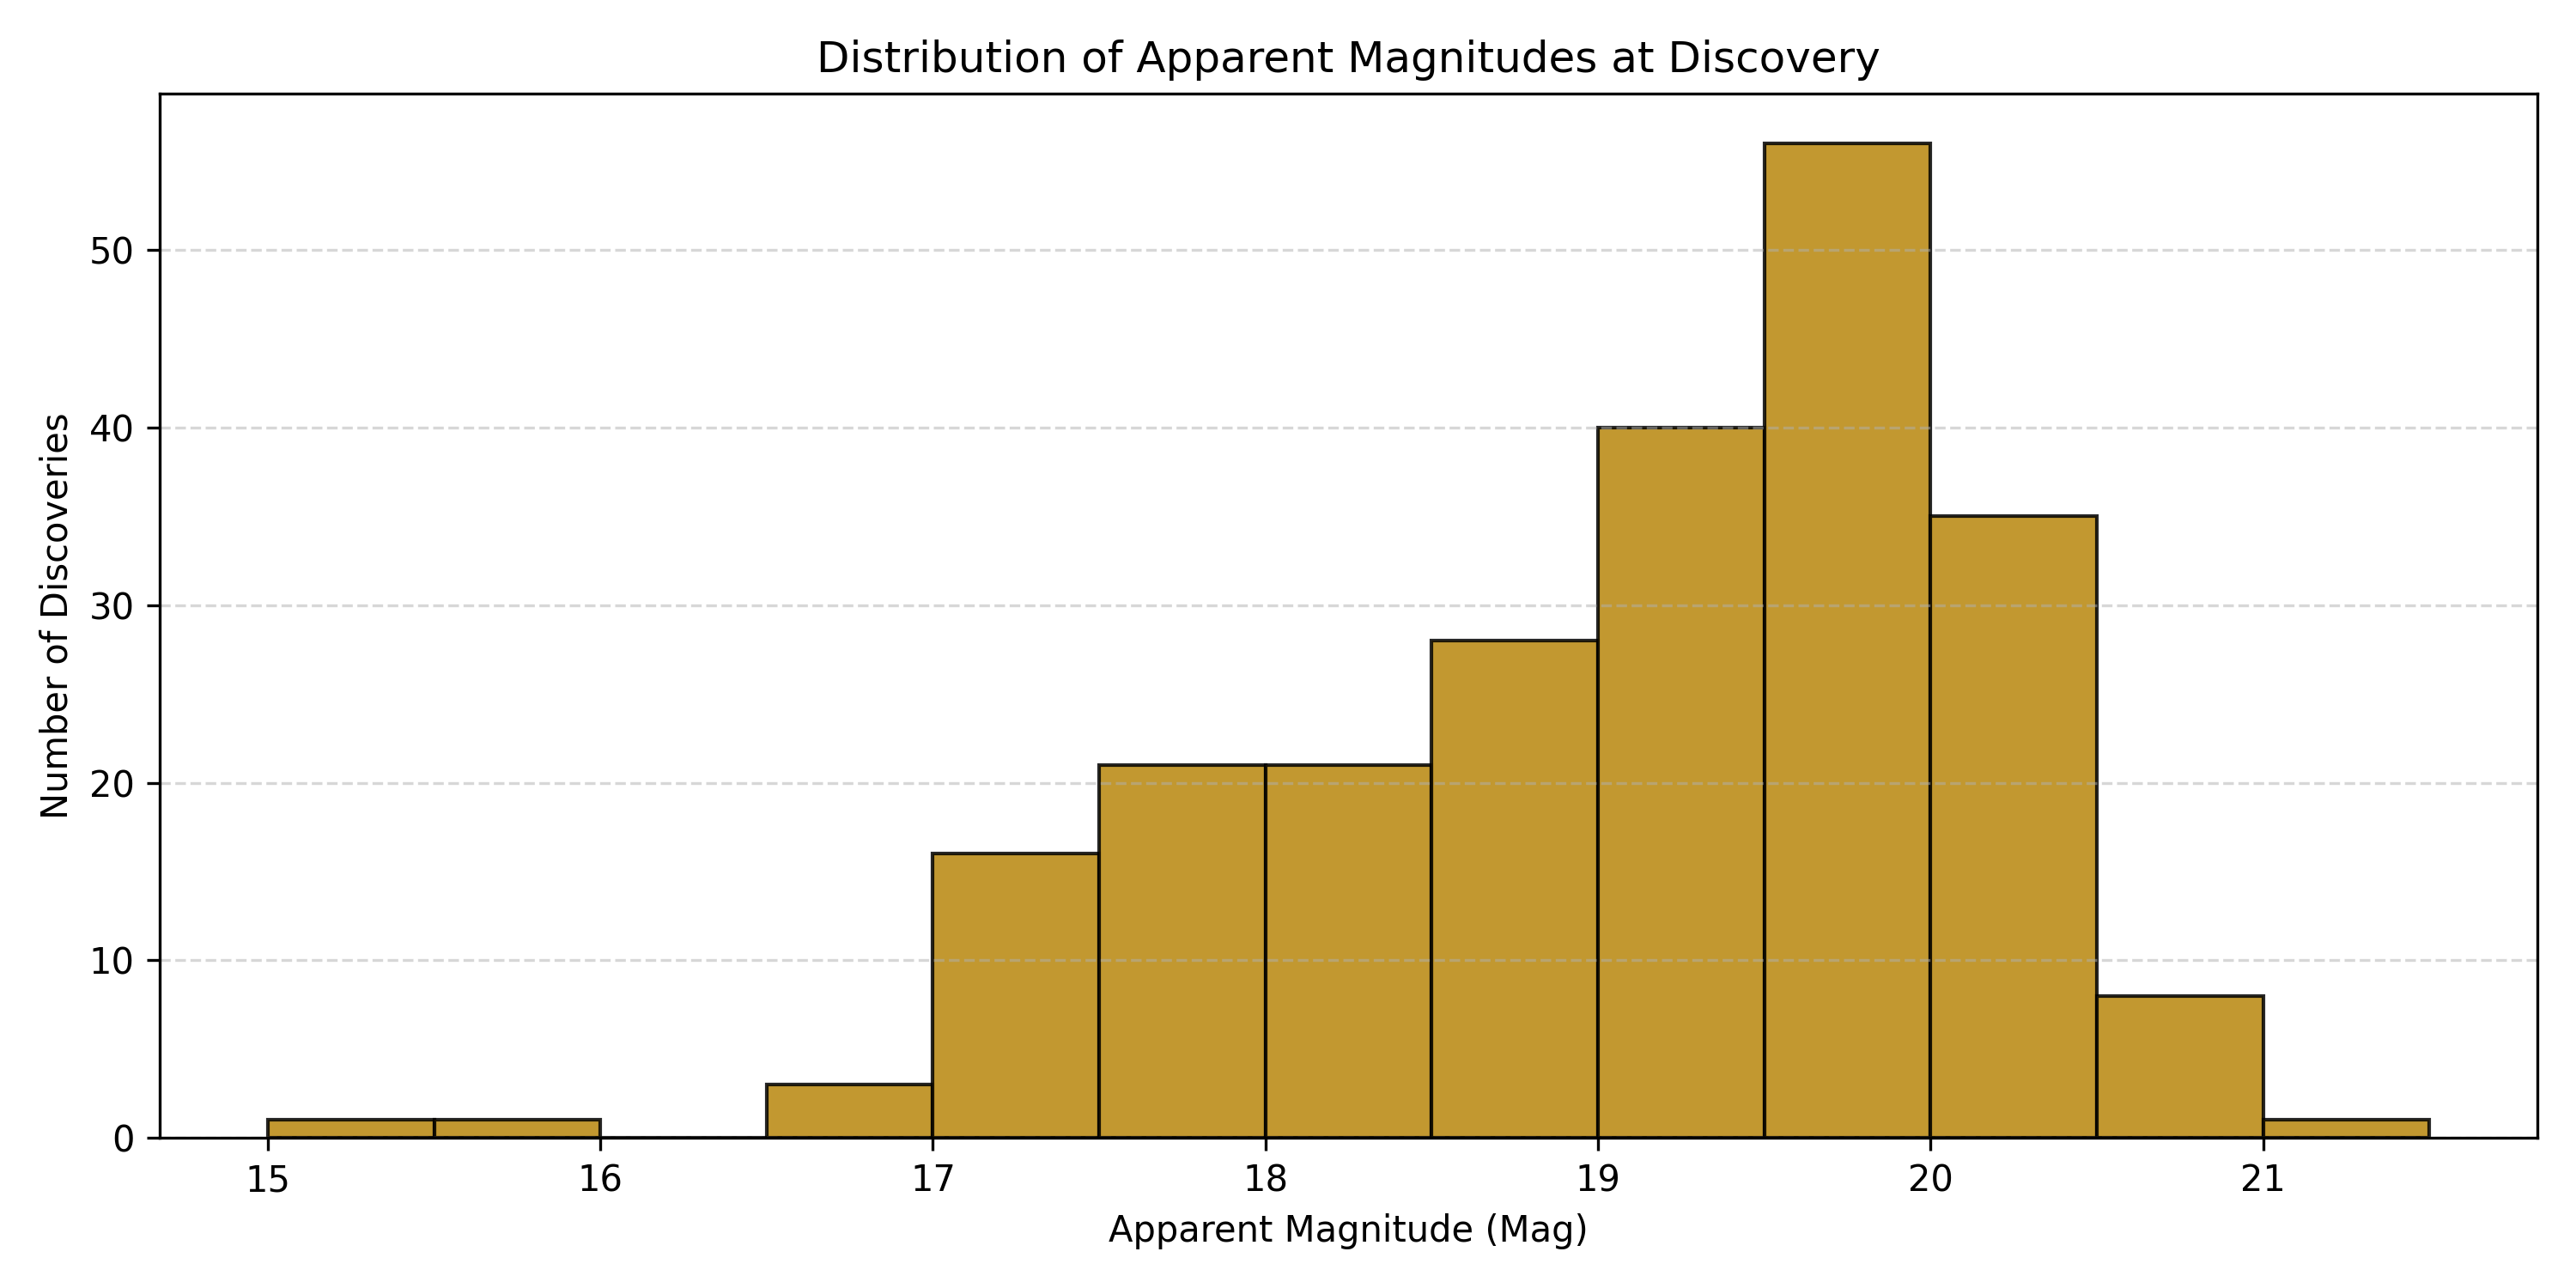 Distribution of Apparent Magnitudes at Discovery
Number of Discoveries
50
40
30
20
10
0
15 16 17 18 19 20 21
Apparent Magnitude (Mag)